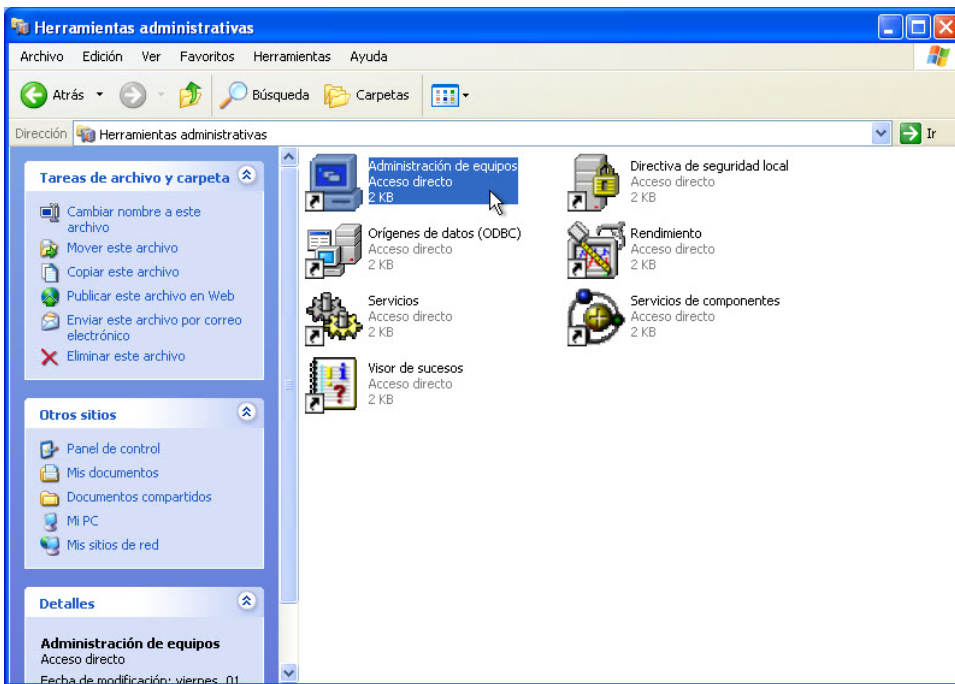 Herramientas administrativas
Archivo Edición Ver Favoritos Herramientas Ayuda
Atrás Búsqueda Carpetas
Dirección Herramientas administrativas Ir
Tareas de archivo y carpeta
Cambiar nombre a este
archivo
Mover este archivo
Copiar este archivo
Publicar este archivo en Web
Enviar este archivo por correo
electrónico
Eliminar este archivo
Otros sitios
Panel de control
Mis documentos
Documentos compartidos
Mi PC
Mis sitios de red
Detalles
Administración de equipos
Acceso directo
Fecha de modificación: viernes, 01
Administración de equipos
Acceso directo
2 KB
Directiva de seguridad local
Acceso directo
2 KB
Orígenes de datos (ODBC)
Acceso directo
2 KB
Rendimiento
Acceso directo
2 KB
Servicios
Acceso directo
2 KB
Servicios de componentes
Acceso directo
2 KB
Visor de sucesos
Acceso directo
2 KB